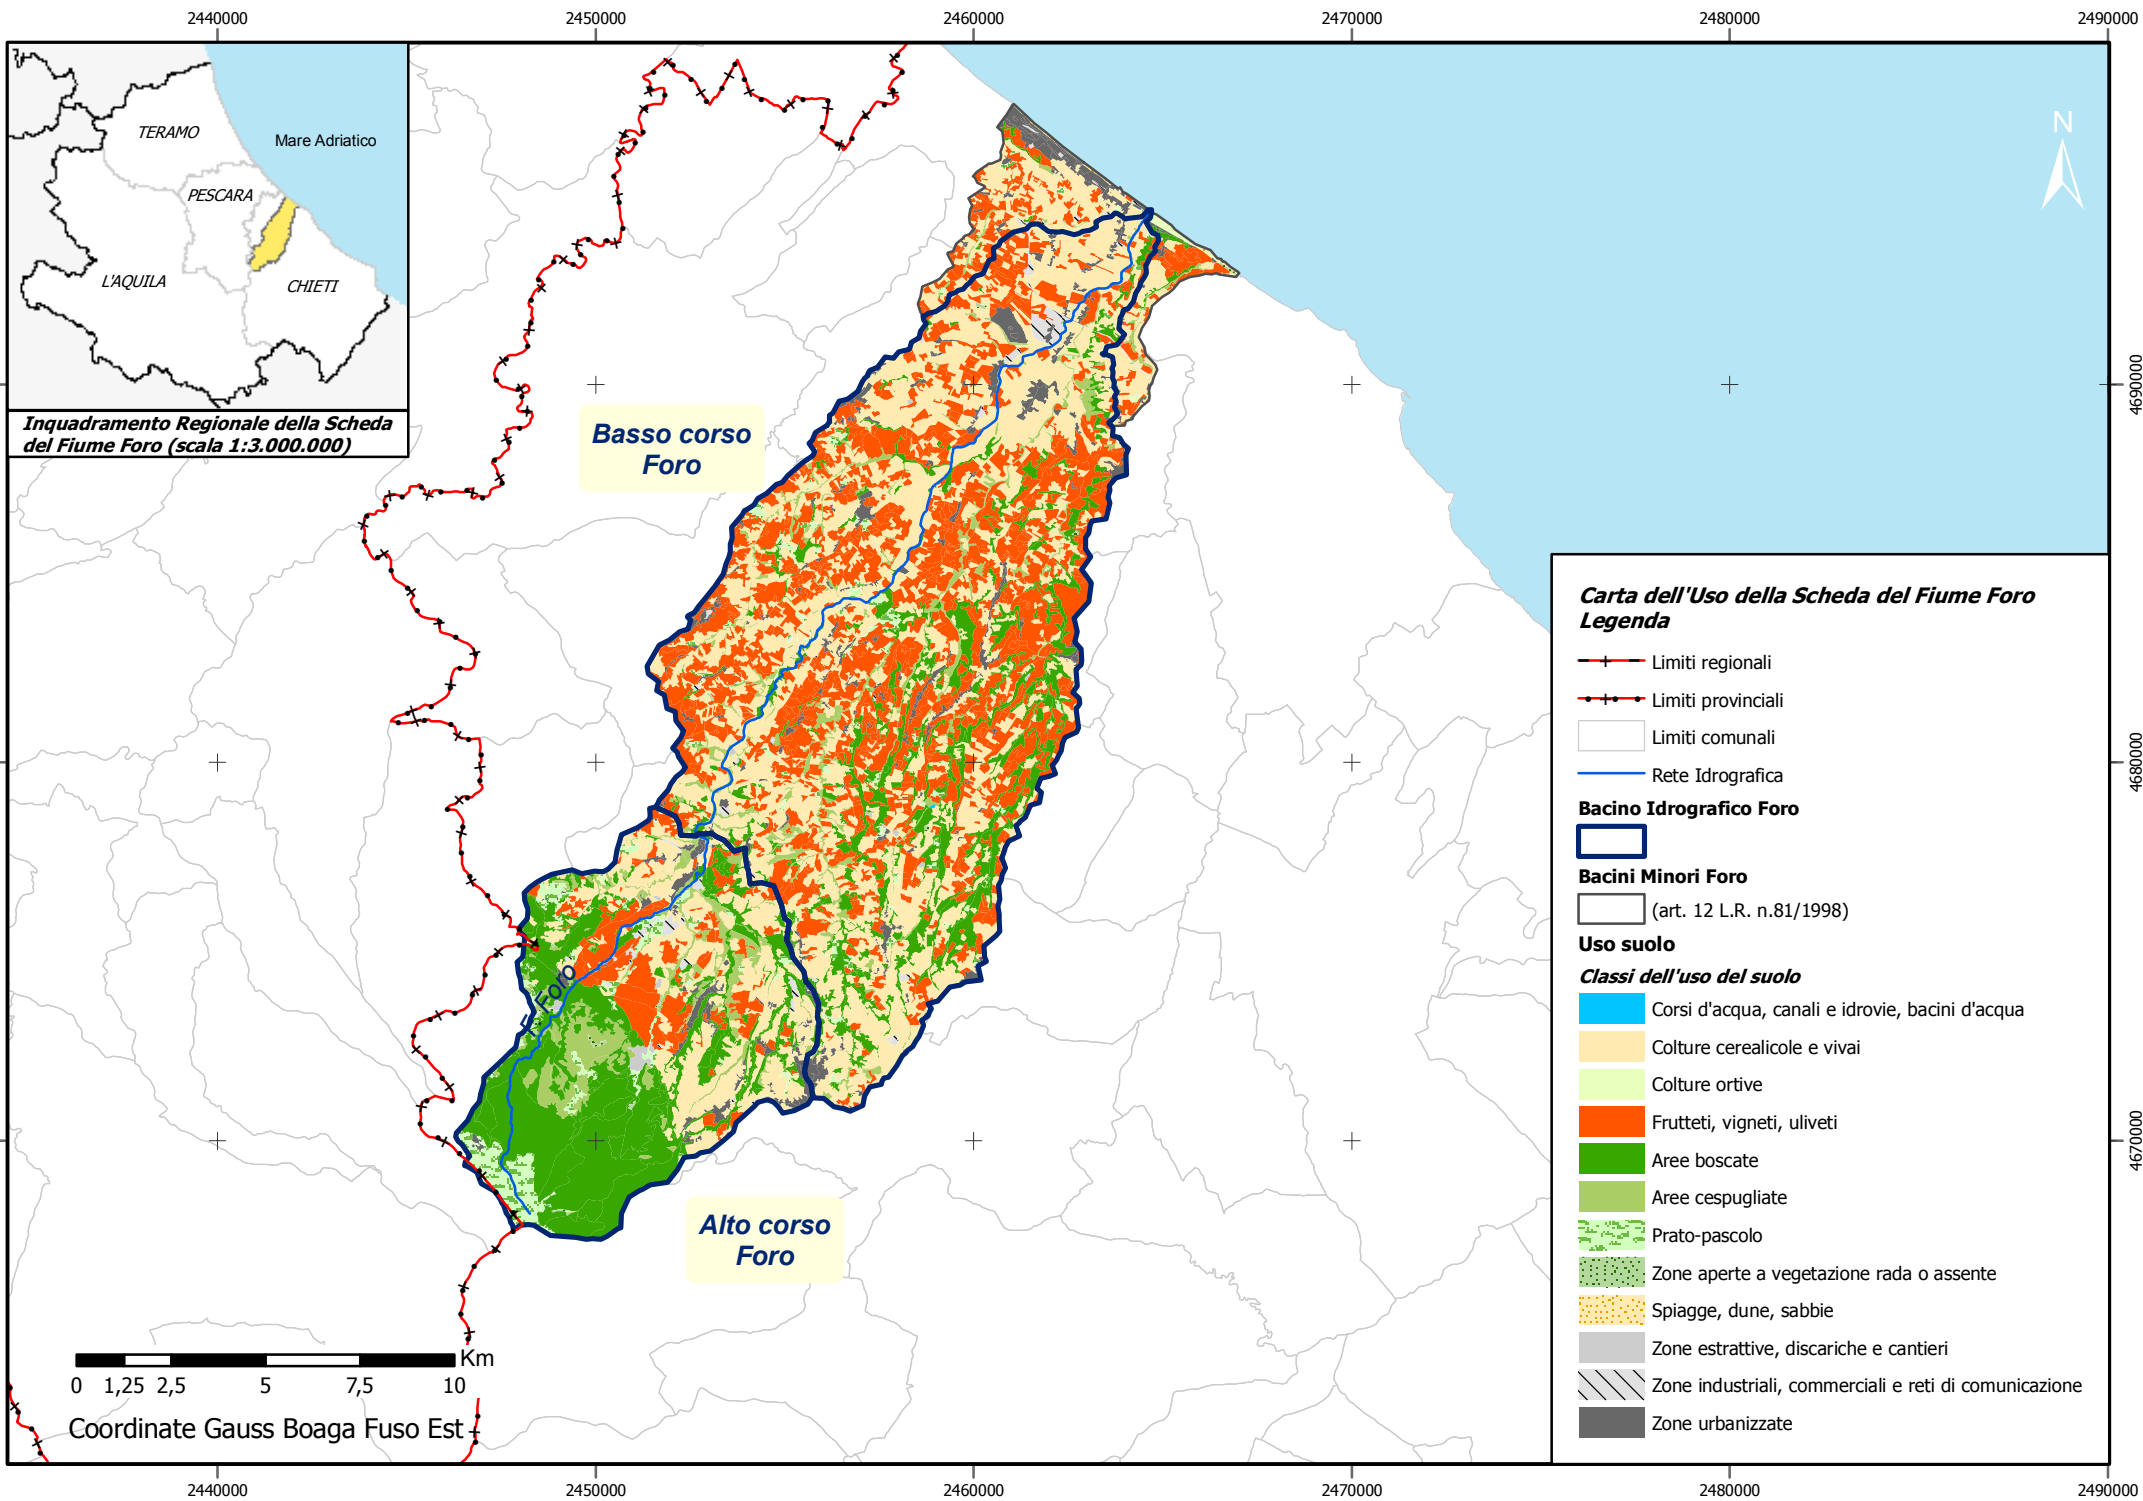 2440000 2450000 2460000 2470000 2480000 2490000
TERAMO
Mare Adriatico
PESCARA
L'AQUILA
CHIETI
Inquadramento Regionale della Scheda
del Fiume Foro (scala 1:3.000.000)
N
Basso corso
Foro
4690000
4680000
4670000
F. Foro
Alto corso
Foro
Carta dell'Uso della Scheda del Fiume Foro
Legenda
Limiti regionali
Limiti provinciali
Limiti comunali
Rete Idrografica
Bacino Idrografico Foro
Bacini Minori Foro
(art. 12 L.R. n.81/1998)
Uso suolo
Classi dell'uso del suolo
Corsi d'acqua, canali e idrovie, bacini d'acqua
Colture cerealicole e vivai
Colture ortive
Frutteti, vigneti, uliveti
Aree boscate
Aree cespugliate
Prato-pascolo
Zone aperte a vegetazione rada o assente
Spiagge, dune, sabbie
Zone estrattive, discariche e cantieri
Zone industriali, commerciali e reti di comunicazione
Zone urbanizzate
Km
0 1,25 2,5 5 7,5 10
Coordinate Gauss Boaga Fuso Est
2440000 2450000 2460000 2470000 2480000 2490000